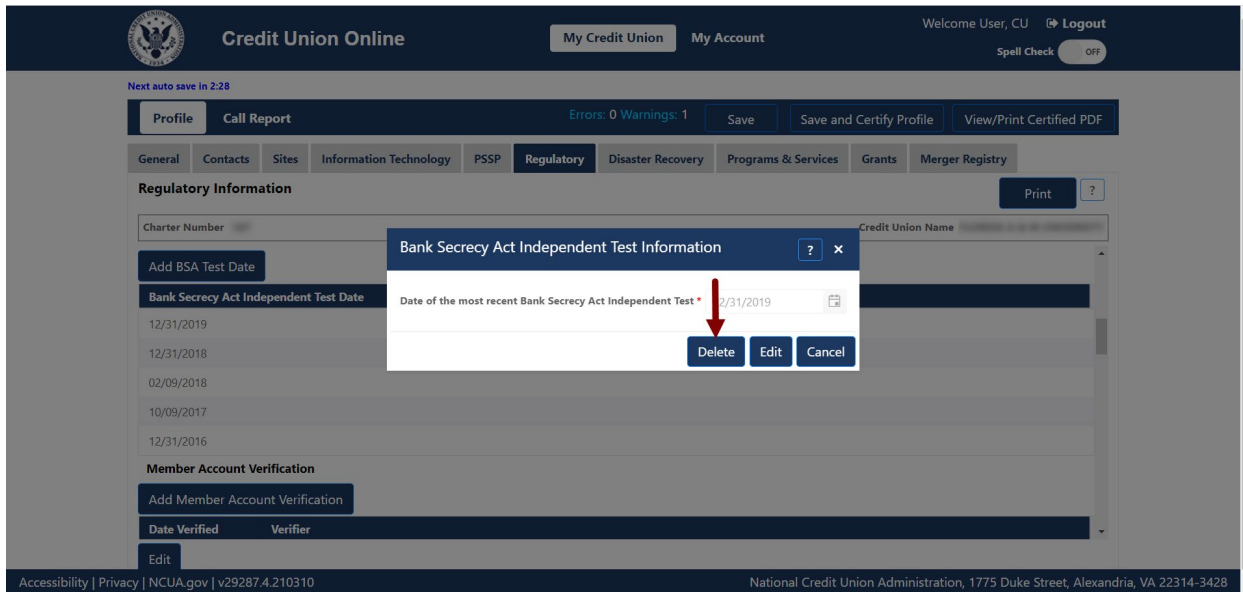 Credit Union Online
My Credit Union
My Account
Welcome User, CU Logout
Spell Check OFF
Next auto save in 2:28
Profile Call Report Errors: 0 Warnings: 1 Save Save and Certify Profile View/Print Certified PDF
General Contacts Sites Information Technology PSSP Regulatory Disaster Recovery Programs & Services Grants Merger Registry
Regulatory Information Print ?
Charter Number Credit Union Name
Bank Secrecy Act Independent Test Information ? ×
Add BSA Test Date
Bank Secrecy Act Independent Test Date
Date of the most recent Bank Secrecy Act Independent Test * 2/31/2019
12/31/2019
12/31/2018
Delete Edit Cancel
02/09/2018
10/09/2017
12/31/2016
Member Account Verification
Add Member Account Verification
Date Verified Verifier
Edit
Accessibility | Privacy | NCUA.gov | v29287.4.210310 National Credit Union Administration, 1775 Duke Street, Alexandria, VA 22314-3428